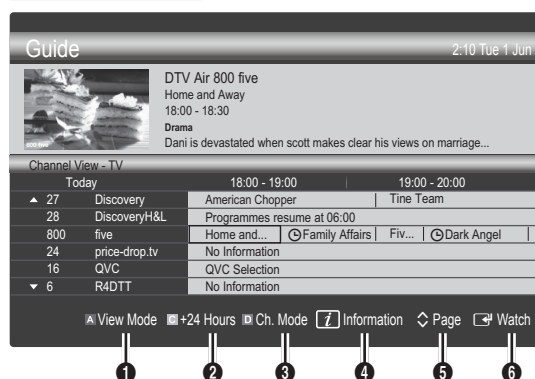 Guide 2:10 Tue 1 Jun
DTV Air 800 five
Home and Away
18:00 - 18:30
Drama
Dani is devastated when scott makes clear his views on marriage...
800 five
Channel View - TV
Today 18:00 - 19:00 19:00 - 20:00
▲ 27 Discovery American Chopper Tine Team
28 DiscoveryH&L Programmes resume at 06:00
800 five Home and... Family Affairs Fiv... Dark Angel
24 price-drop.tv No Information
16 QVC QVC Selection
▼ 6 R4DTT No Information
A View Mode C +24 Hours D Ch. Mode i Information Page Watch
1 2 3 4 5 6